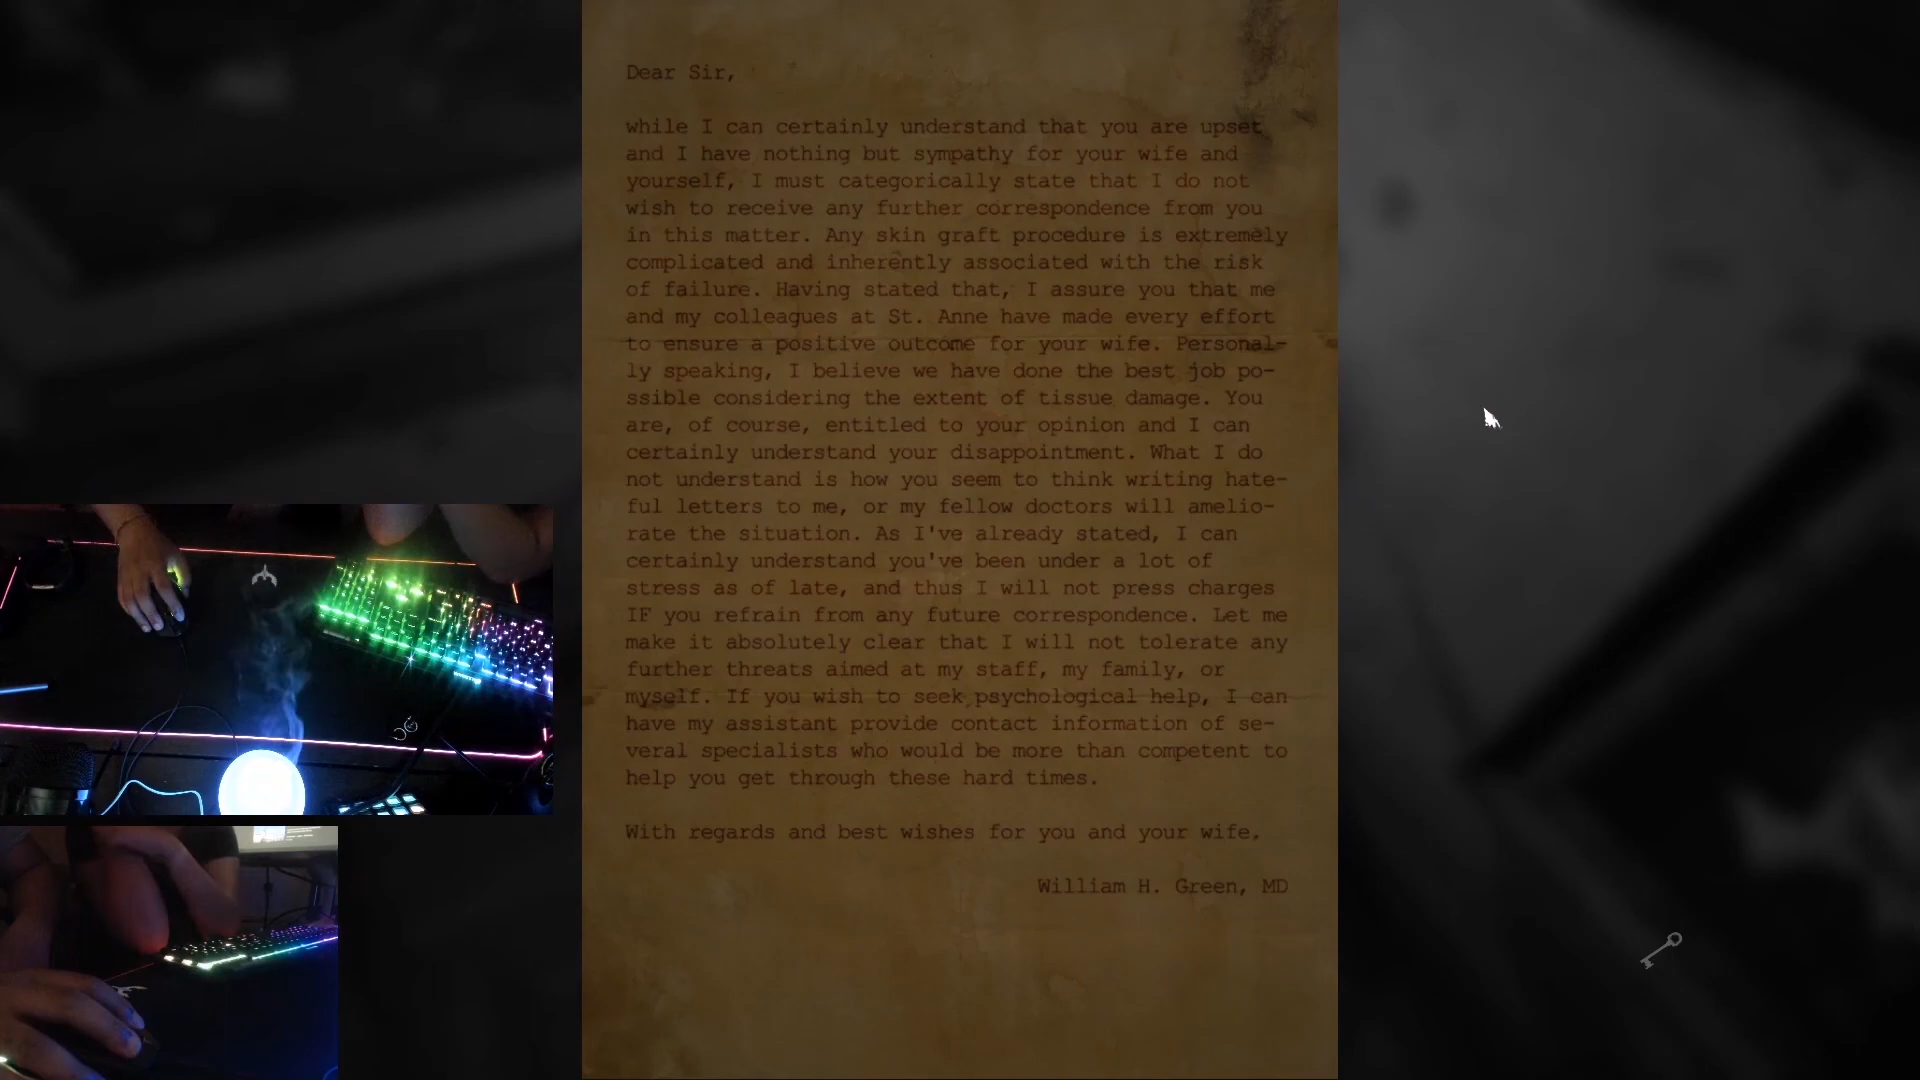 Dear Sir,
while I can certainly understand that you are upset
and I have nothing but sympathy for your wife and
yourself, I must categorically state that I do not
wish to receive any further correspondence from you
in this matter. Any skin graft procedure is extremely
complicated and inherently associated with the risk
of failure. Having stated that, I assure you that me
and my colleagues at St. Anne have made every effort
to ensure a positive outcome for your wife. Personal-
ly speaking, I believe we have done the best job po-
ssible considering the extent of tissue damage. You
are, of course, entitled to your opinion and I can
certainly understand your disappointment. What I do
not understand is how you seem to think writing hate-
ful letters to me, or my fellow doctors will amelio-
rate the situation. As I've already stated, I can
certainly understand you've been under a lot of
stress as of late, and thus I will not press charges
IF you refrain from any future correspondence. Let me
make it absolutely clear that I will not tolerate any
further threats aimed at my staff, my family, or
myself. If you wish to seek psychological help, I can
have my assistant provide contact information of se-
veral specialists who would be more than competent to
help you get through these hard times.
With regards and best wishes for you and your wife,
William H. Green, MD